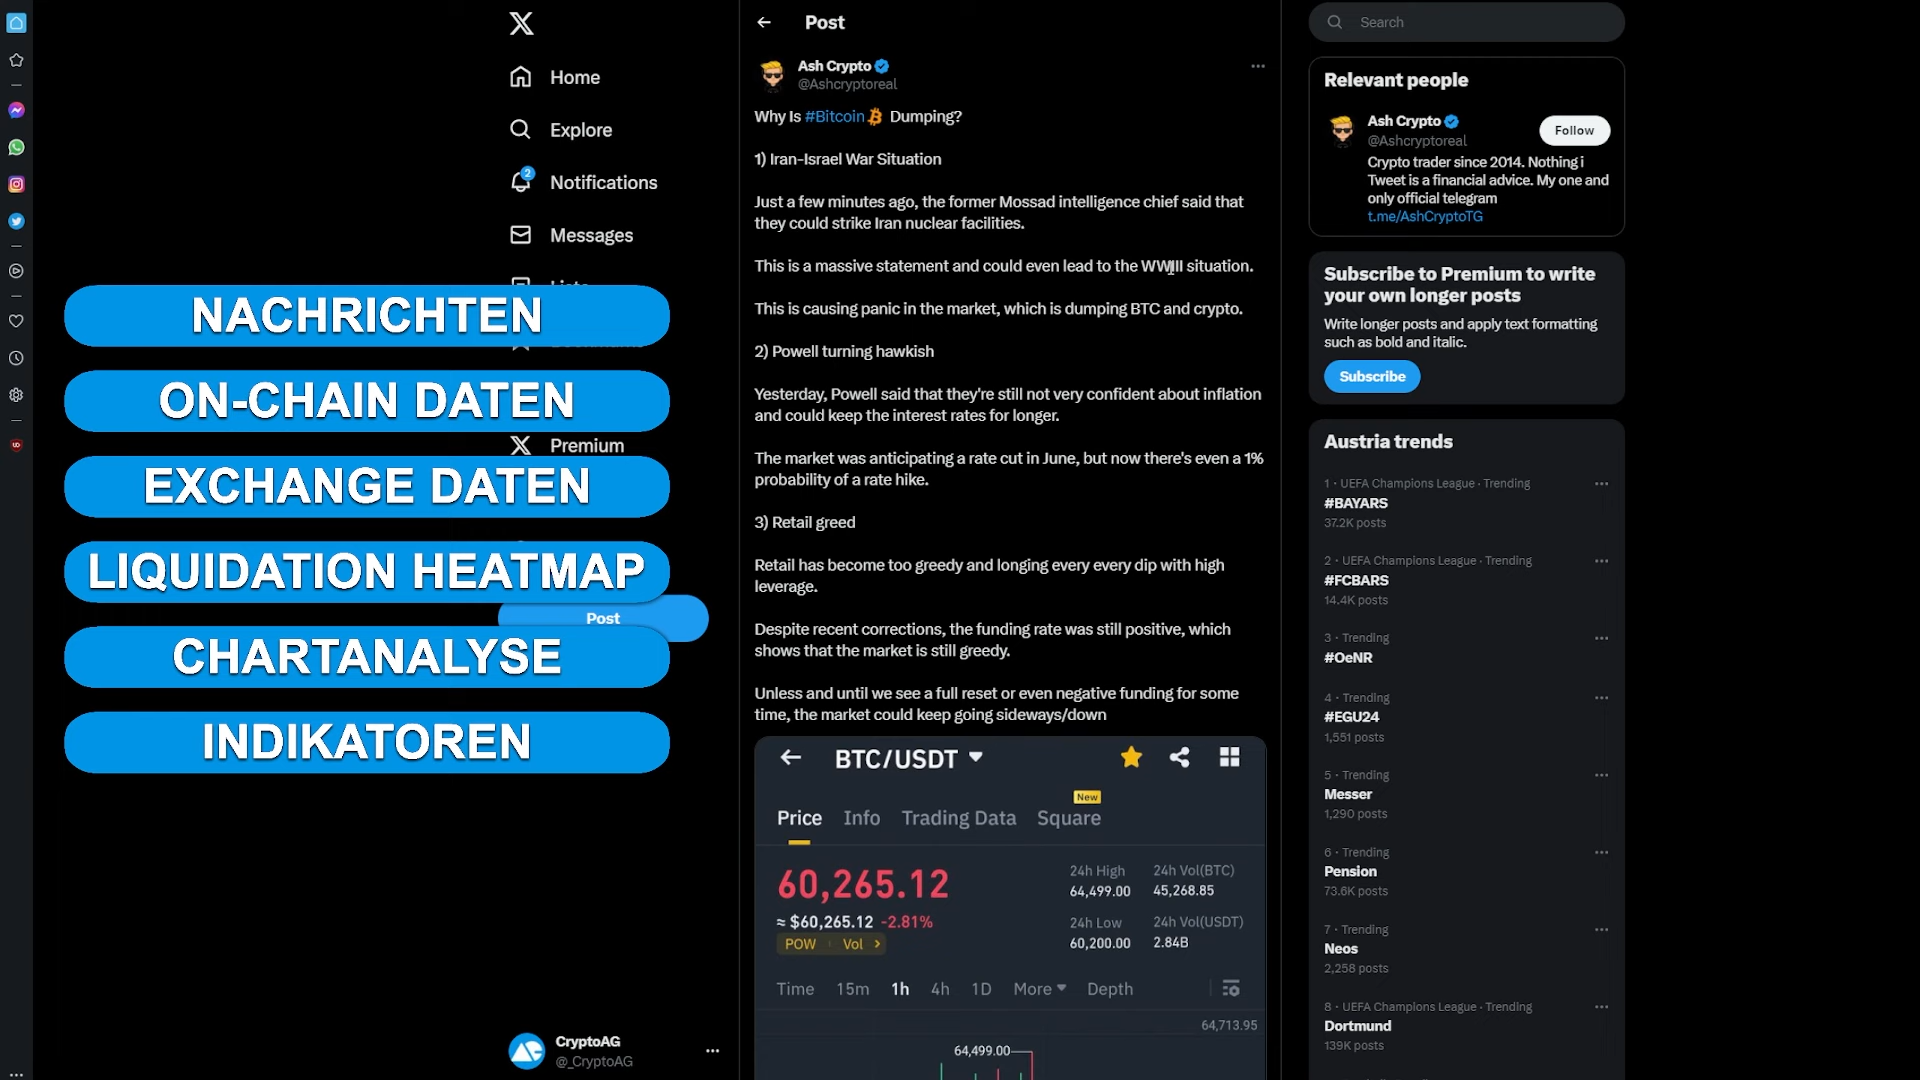 Home
Explore
2
Notifications
Messages
NACHRICHTEN
ON-CHAIN DATEN
Premium
EXCHANGE DATEN
LIQUIDATION HEATMAP
Post
CHARTANALYSE
INDIKATOREN
CryptoAG
@_CryptoAG
Post
Ash Crypto
@Ashcryptoreal
Why Is #Bitcoin Dumping?
1) Iran-Israel War Situation
Just a few minutes ago, the former Mossad intelligence chief said that
they could strike Iran nuclear facilities.
This is a massive statement and could even lead to the WWIII situation.
This is causing panic in the market, which is dumping BTC and crypto.
2) Powell turning hawkish
Yesterday, Powell said that they're still not very confident about inflation
and could keep the interest rates for longer.
The market was anticipating a rate cut in June, but now there's even a 1%
probability of a rate hike.
3) Retail greed
Retail has become too greedy and longing every every dip with high
leverage.
Despite recent corrections, the funding rate was still positive, which
shows that the market is still greedy.
Unless and until we see a full reset or even negative funding for some
time, the market could keep going sideways/down
BTC/USDT
New
Price Info Trading Data Square
60,265.12
≈ $60,265.12 -2.81%
POW Vol >
24h High
64,499.00
24h Vol(BTC)
45,268.85
24h Low
60,200.00
24h Vol(USDT)
2.84B
Time 15m 1h 4h 1D More Depth
64,713.95
64,499.00
Search
Relevant people
Ash Crypto
@Ashcryptoreal
Follow
Crypto trader since 2014. Nothing i
Tweet is a financial advice. My one and
only official telegram
t.me/AshCryptoTG
Subscribe to Premium to write
your own longer posts
Write longer posts and apply text formatting
such as bold and italic.
Subscribe
Austria trends
1 · UEFA Champions League · Trending
#BAYARS
37.2K posts
2 · UEFA Champions League · Trending
#FCBARS
14.4K posts
3 · Trending
#OeNR
4 · Trending
#EGU24
1,551 posts
5 · Trending
Messer
1,290 posts
6 · Trending
Pension
73.6K posts
7 · Trending
Neos
2,258 posts
8 · UEFA Champions League · Trending
Dortmund
139K posts